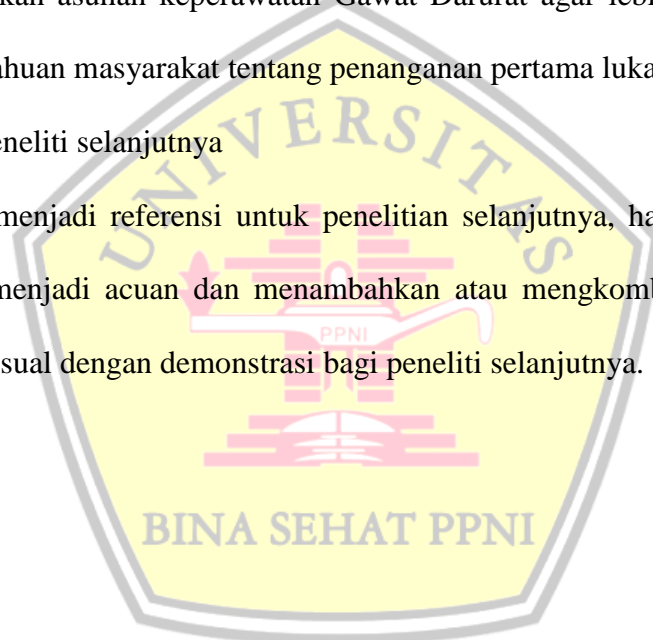 kan asuhan keperawatan Gawat Darurat agar lebi
ahuan masyarakat tentang penanganan pertama luka
eneliti selanjutnya
menjadi referensi untuk penelitian selanjutnya, ha
menjadi acuan dan menambahkan atau mengkomb
sual dengan demonstrasi bagi peneliti selanjutnya.
UNIVERSITAS
PPNI
BINA SEHAT PPNI